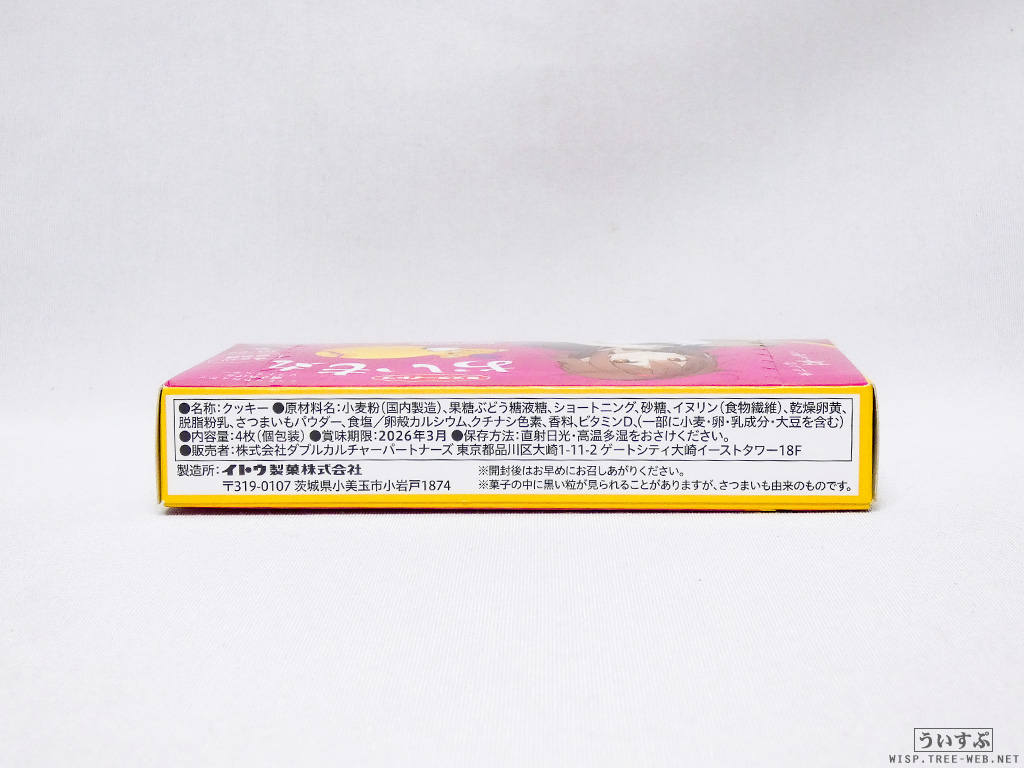 おいもさん
●名称：クッキー ●原材料名：小麦粉（国内製造）、果糖ぶどう糖液糖、ショートニング、砂糖、イヌリン（食物繊維）、乾燥卵黄、
脱脂粉乳、さつまいもパウダー、食塩／卵殻カルシウム、クチナシ色素、香料、ビタミンD、（一部に小麦・卵・乳成分・大豆を含む）
●内容量：4枚（個包装） ●賞味期限：2026年3月 ●保存方法：直射日光・高温多湿をおさけください。
●販売者：株式会社ダブルカルチャーパートナーズ 東京都品川区大崎1-11-2 ゲートシティ大崎イーストタワー18F
製造所：イトウ製菓株式会社
〒319-0107 茨城県小美玉市小岩戸1874
※開封後はお早めにお召しあがりください。
※菓子の中に黒い粒が見られることがありますが、さつまいも由来のものです。
ういすぷ
WISP.TREE-WEB.NET